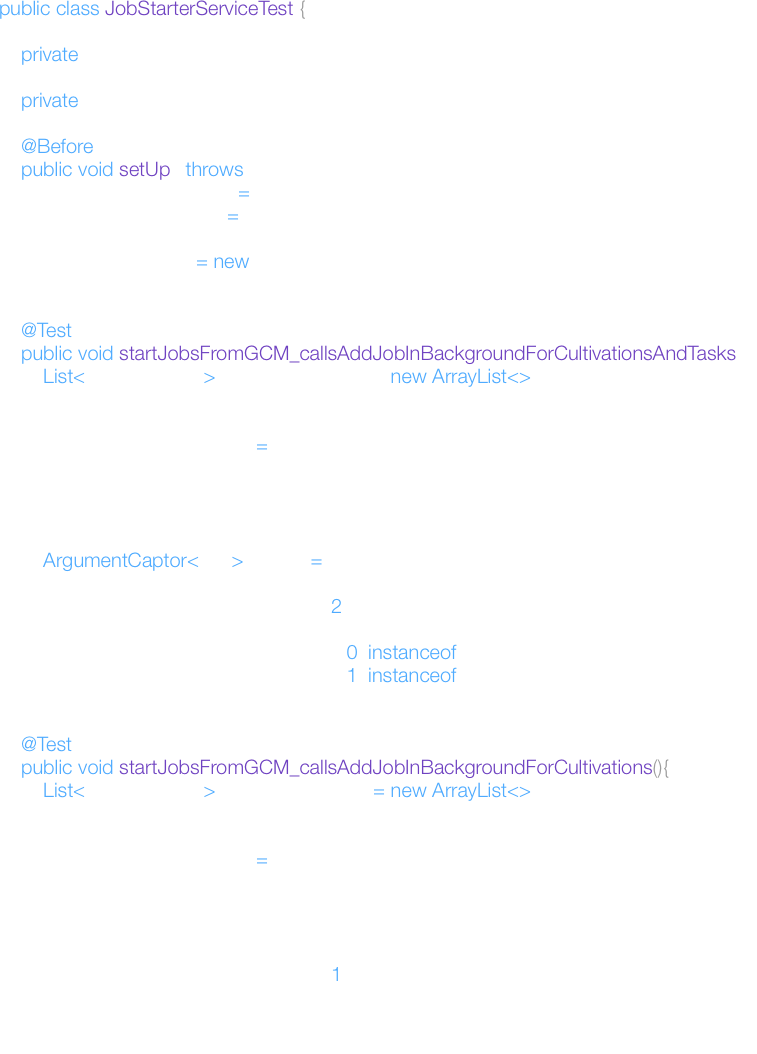 public class JobStarterServiceTest {
private
private
@Before
public void setUp throws
=
=
= new
@Test
public void startJobsFromGCM_callsAddJobInBackgroundForCultivationsAndTasks
List< > new ArrayList<>
=
ArgumentCaptor< > =
2
0 instanceof
1 instanceof
@Test
public void startJobsFromGCM_callsAddJobInBackgroundForCultivations(){
List< > = new ArrayList<>
=
1